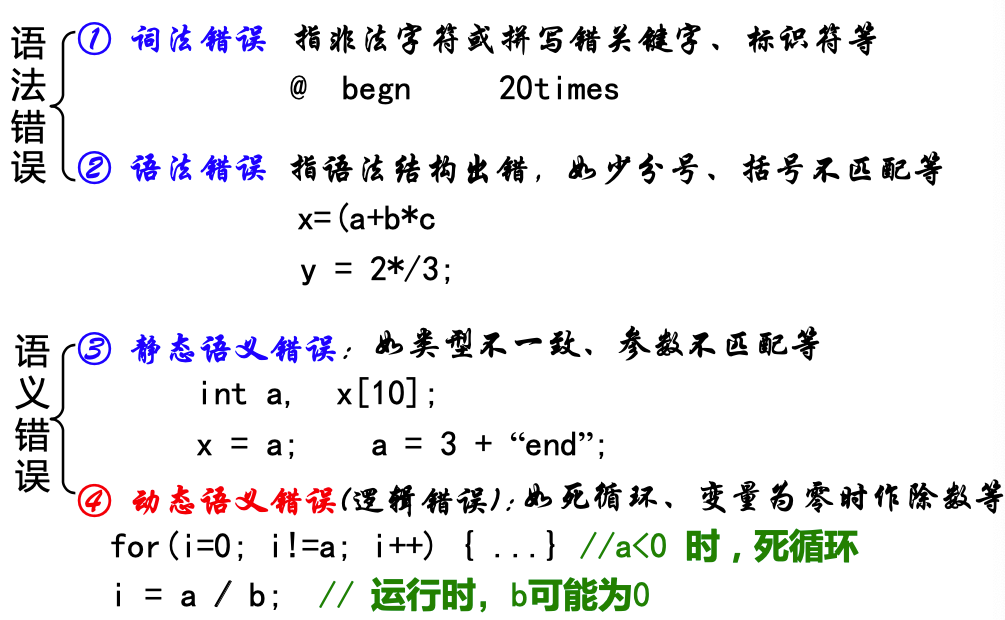 语法错误
① 词法错误 指非法字符或拼写错关键字、标识符等
@ begn 20times
② 语法错误 指语法结构出错，如少分号、括号不匹配等
x=(a+b*c
y = 2*/3;
语义错误
③ 静态语义错误：如类型不一致、参数不匹配等
int a, x[10];
x = a; a = 3 + “end”;
④ 动态语义错误(逻辑错误)：如死循环、变量为零时作除数等
for(i=0; i!=a; i++) { ...} //a<0 时，死循环
i = a / b; // 运行时，b可能为0